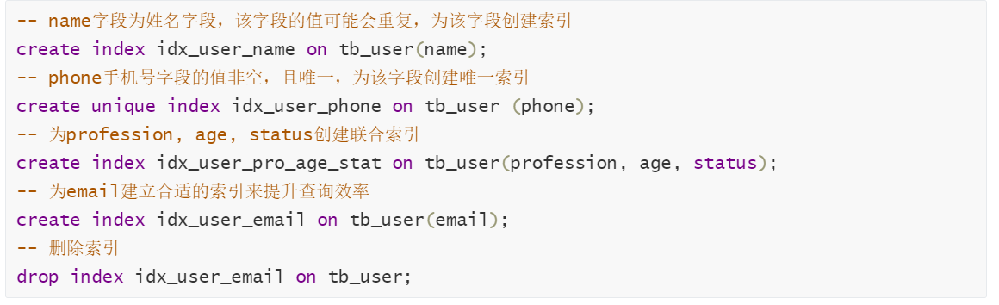 -- name字段为姓名字段，该字段的值可能会重复，为该字段创建索引
create index idx_user_name on tb_user(name);
-- phone手机号字段的值非空，且唯一，为该字段创建唯一索引
create unique index idx_user_phone on tb_user (phone);
-- 为profession, age, status创建联合索引
create index idx_user_pro_age_stat on tb_user(profession, age, status);
-- 为email建立合适的索引来提升查询效率
create index idx_user_email on tb_user(email);
-- 删除索引
drop index idx_user_email on tb_user;